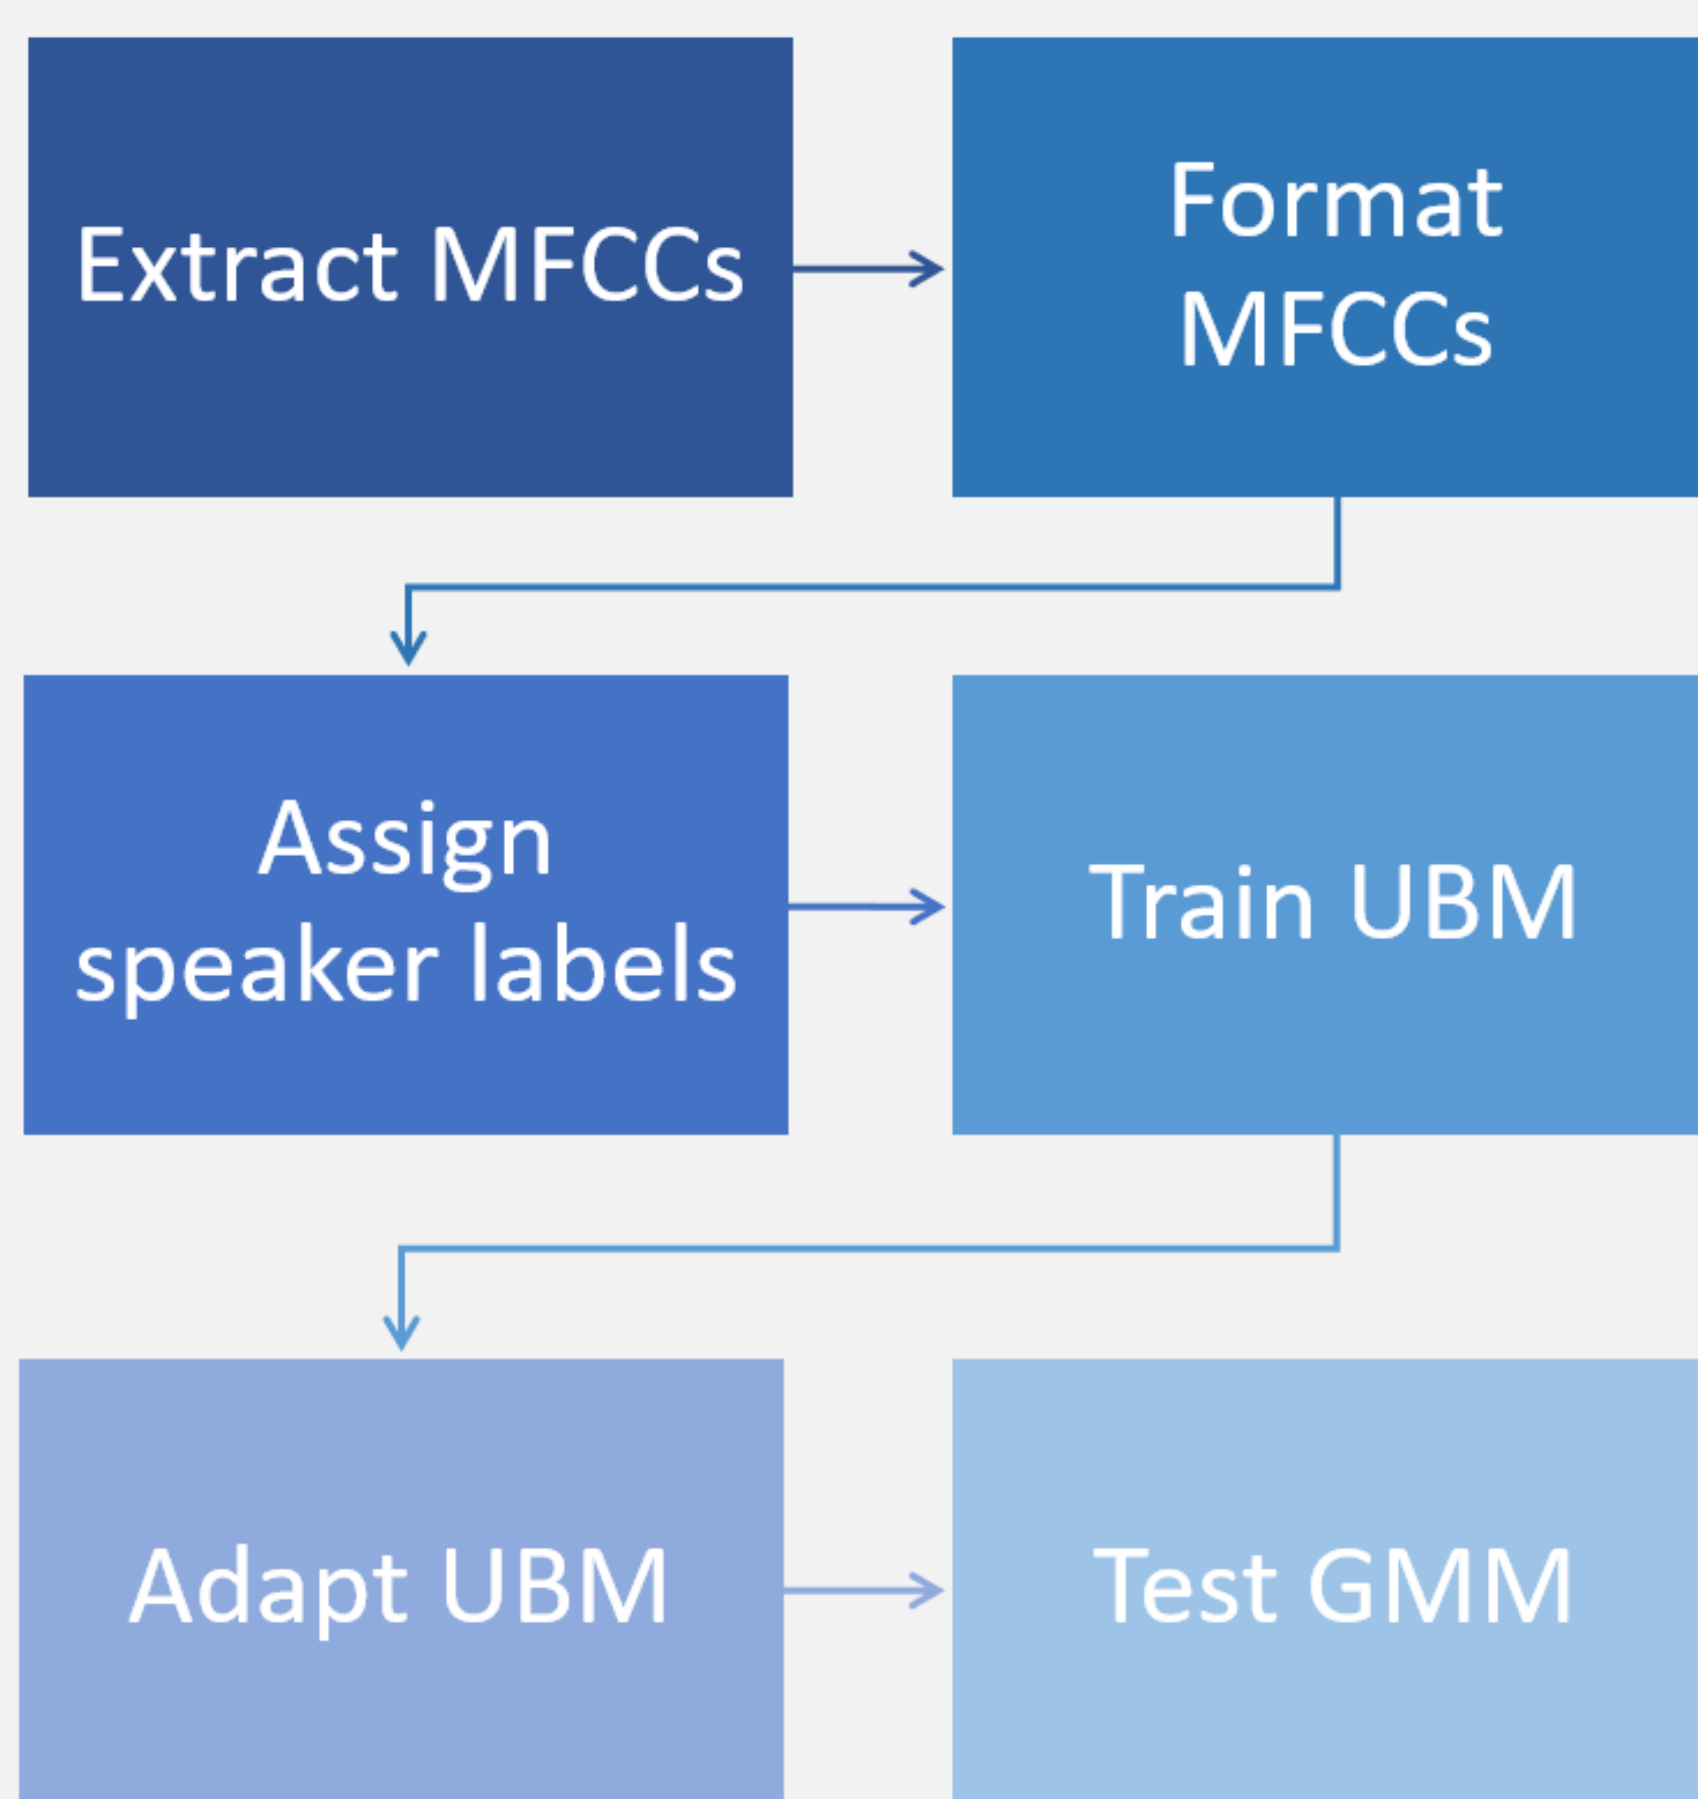 Extract MFCCs
Format
MFCCs
Assign
speaker labels
Train UBM
Adapt UBM
Test GMM